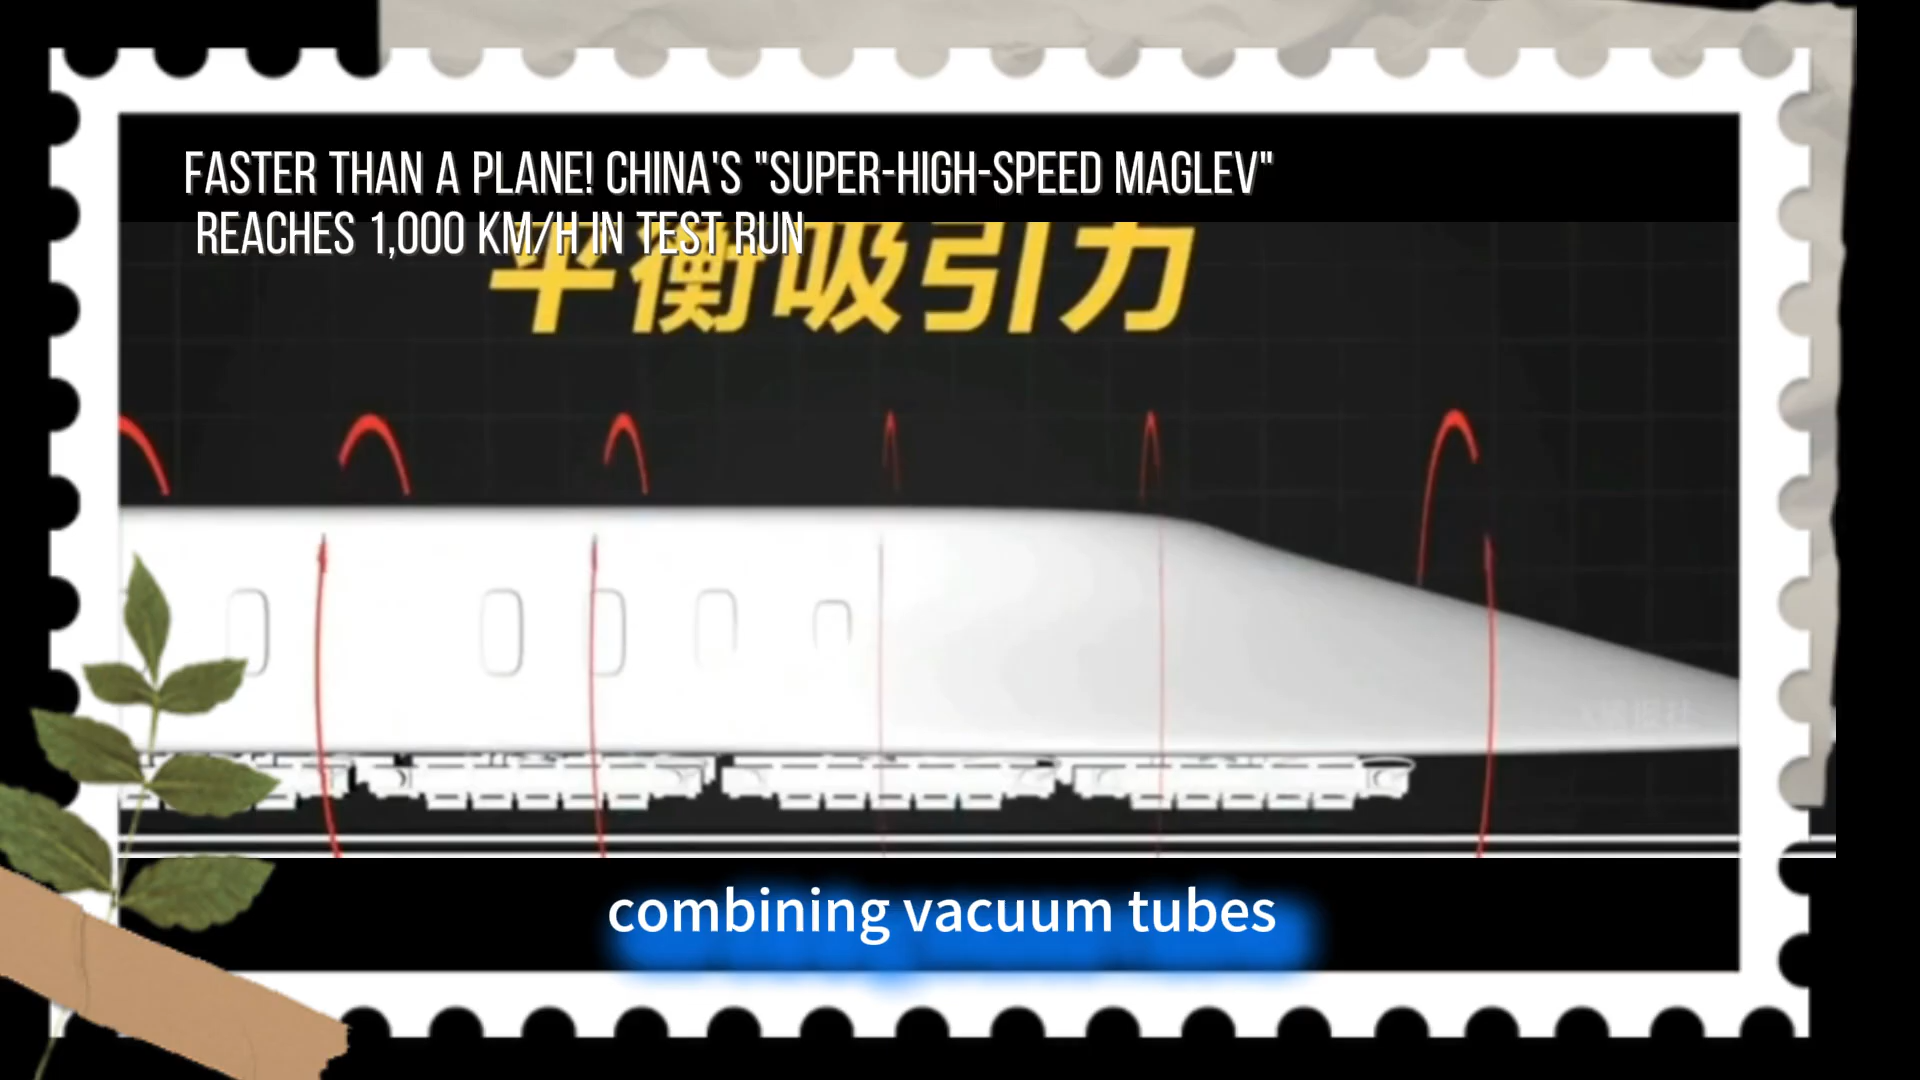 FASTER THAN A PLANE! CHINA'S "SUPER-HIGH-SPEED MAGLEV"
REACHES 1,000 KM/H IN TEST RUN
平衡吸引力
combining vacuum tubes